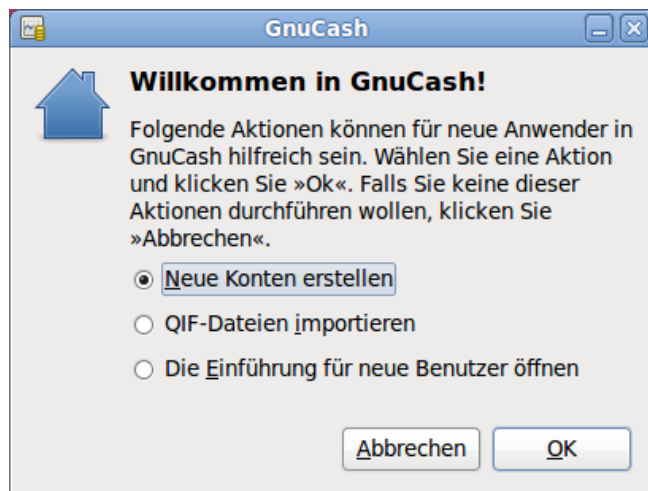 GnuCash
Willkommen in GnuCash!
Folgende Aktionen können für neue Anwender in
GnuCash hilfreich sein. Wählen Sie eine Aktion
und klicken Sie »Ok«. Falls Sie keine dieser
Aktionen durchführen wollen, klicken Sie
»Abbrechen«.
Neue Konten erstellen
QIF-Dateien importieren
Die Einführung für neue Benutzer öffnen
Abbrechen OK